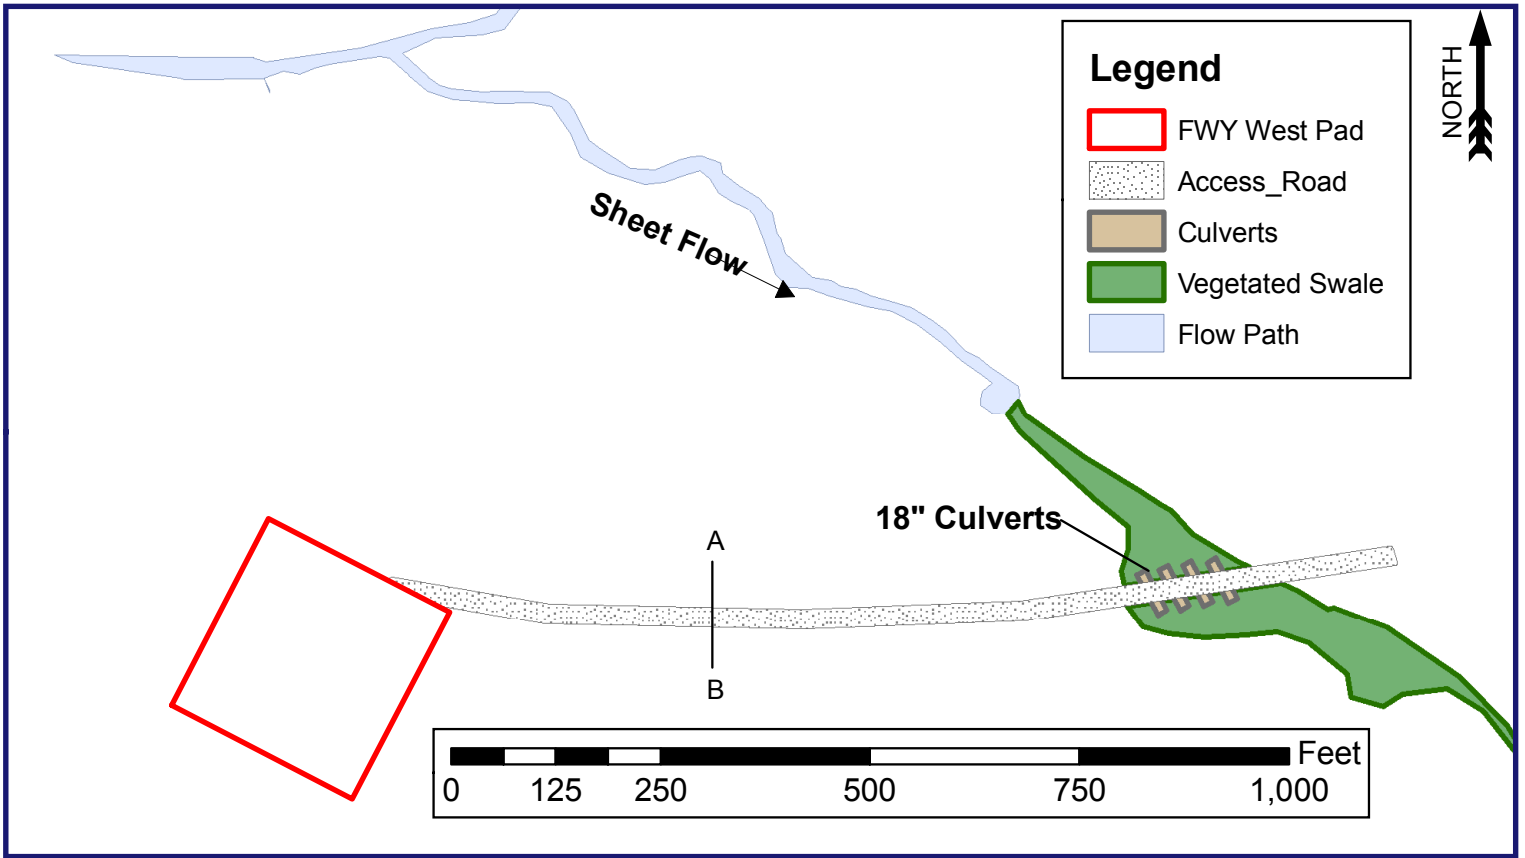 Legend
FWY West Pad
Access_Road
Culverts
Vegetated Swale
Flow Path
NORTH
Sheet Flow
18" Culverts
A
B
Feet
0 125 250 500 750 1,000